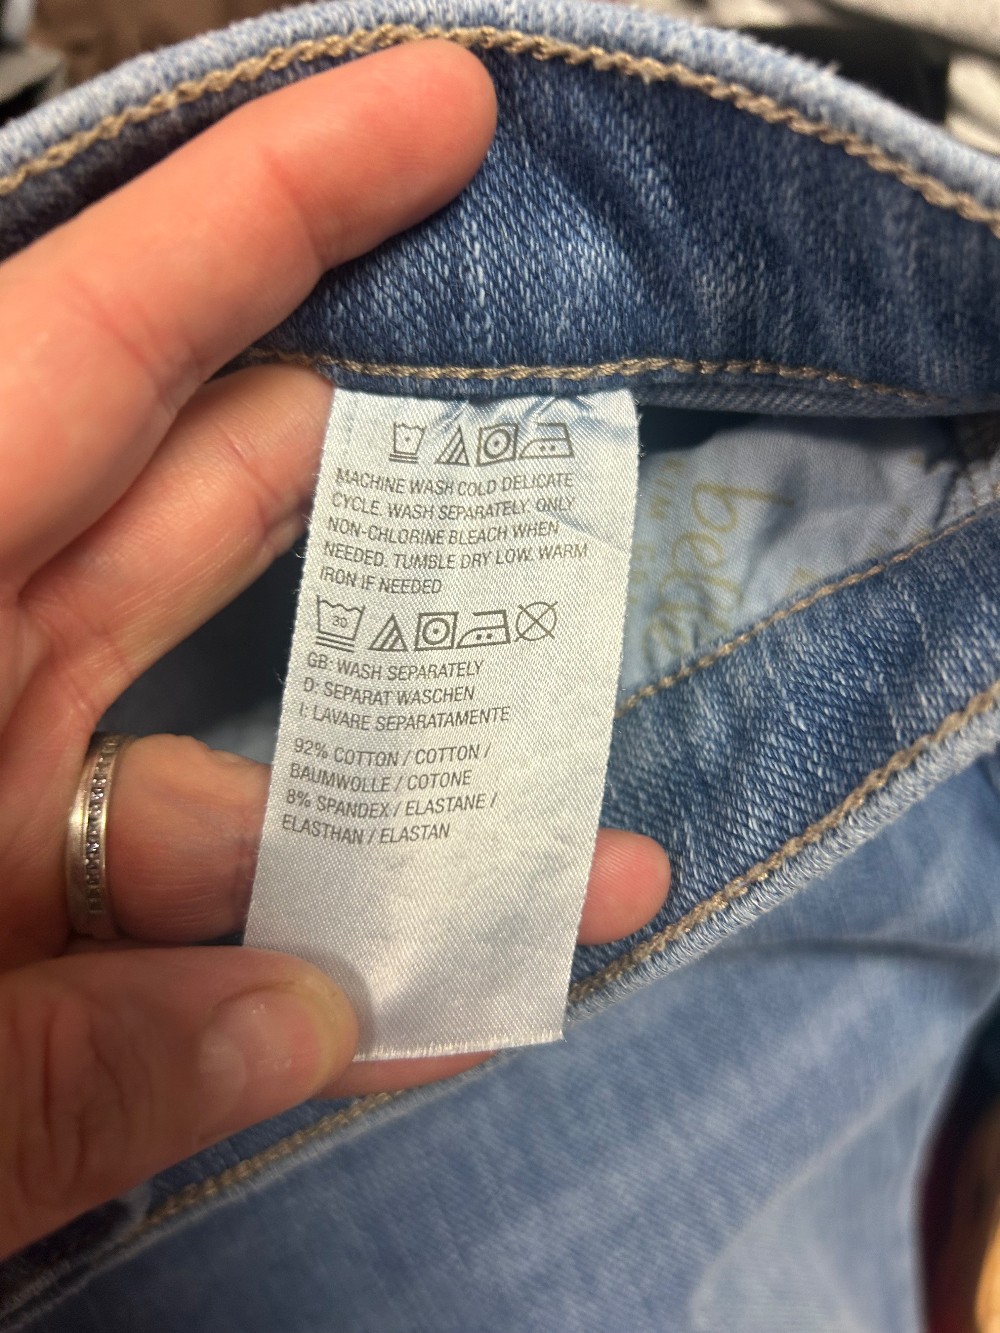 MACHINE WASH COLD DELICATE
CYCLE. WASH SEPARATELY. ONLY
NON-CHLORINE BLEACH WHEN
NEEDED. TUMBLE DRY LOW. WARM
IRON IF NEEDED
30
GB: WASH SEPARATELY
D: SEPARAT WASCHEN
I: LAVARE SEPARATAMENTE
92% COTTON / COTTON /
BAUMWOLLE / COTONE
8% SPANDEX / ELASTANE /
ELASTHAN / ELASTAN